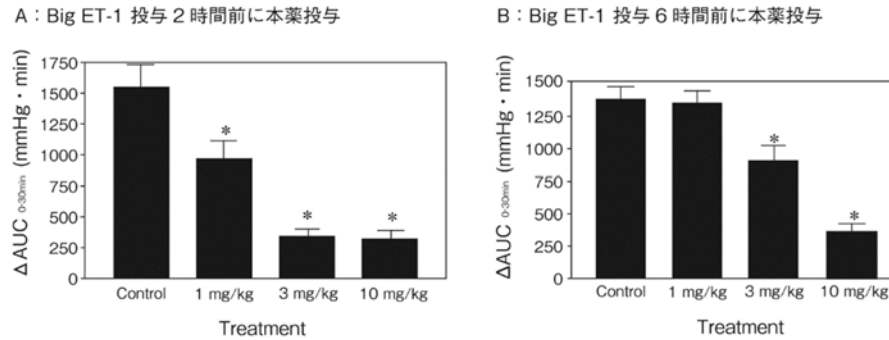 A：Big ET-1 投与 2 時間前に本薬投与
ΔAUC 0-30min (mmHg・min)
1750
1500
1250
1000
750
500
250
0
*
*
*
Control
1 mg/kg
3 mg/kg
10 mg/kg
Treatment
B：Big ET-1 投与 6 時間前に本薬投与
ΔAUC 0-30min (mmHg・min)
1500
1250
1000
750
500
250
0
*
*
Control
1 mg/kg
3 mg/kg
10 mg/kg
Treatment